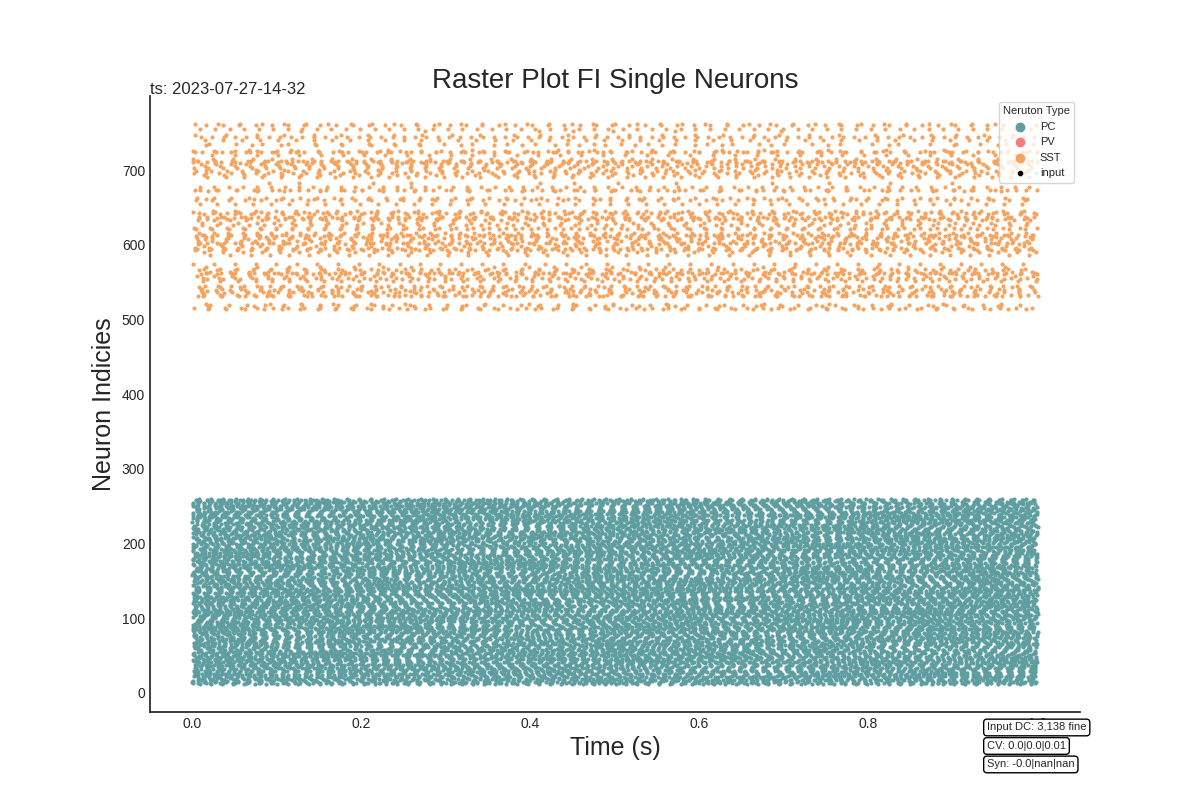 Raster Plot FI Single Neurons
ts: 2023-07-27-14-32
Neruton Type
PC
PV
SST
input
Neuron Indicies
700
600
500
400
300
200
100
0
0.0 0.2 0.4 0.6 0.8
Time (s)
Input DC: 3,138 fine
CV: 0.0|0.0|0.01
Syn: -0.0|nan|nan